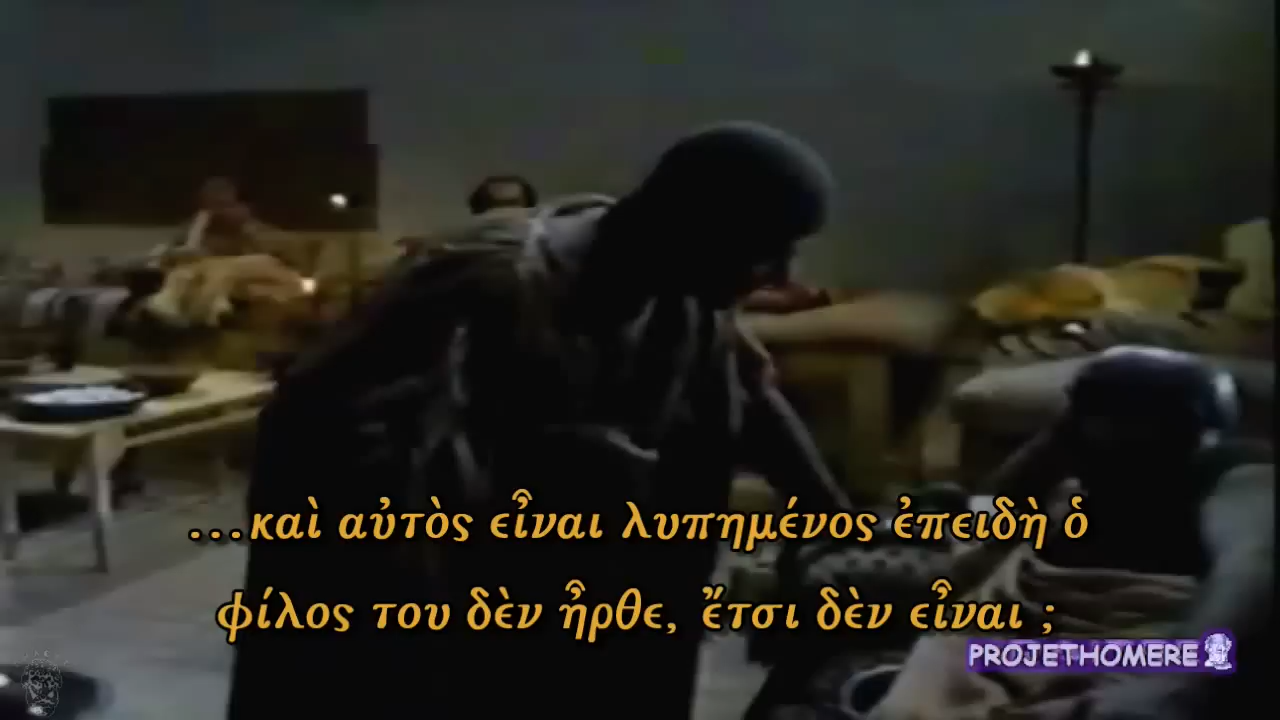 ...καὶ αὐτὸς εἶναι λυπημένος ἐπειδὴ ὁ
φίλος του δὲν ἦρθε, ἔτσι δὲν εἶναι ;
PROJETHOMERE